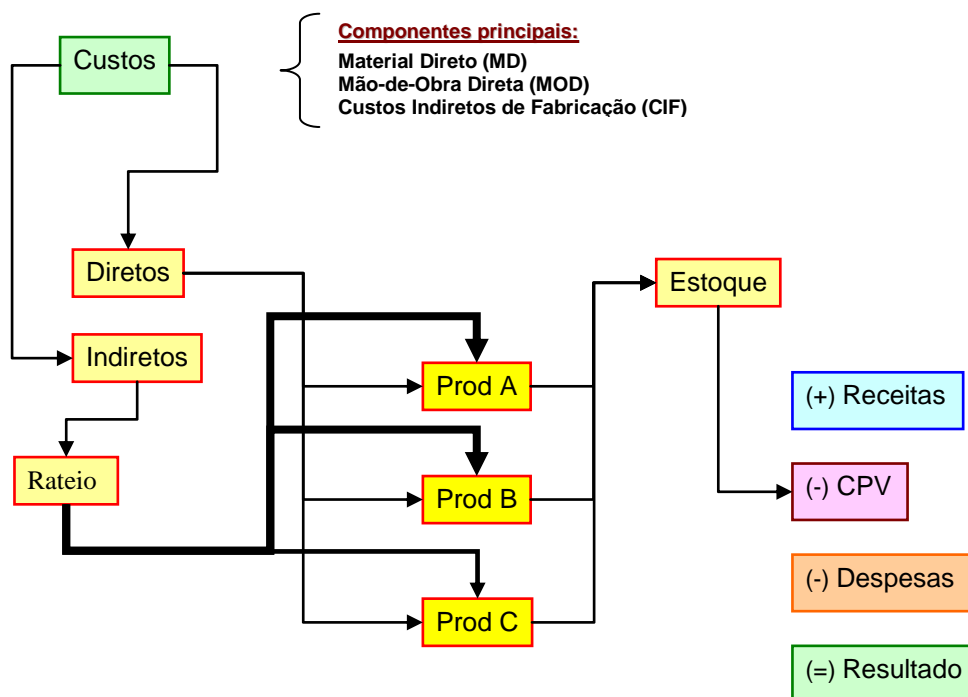 Custos
Componentes principais:
Material Direto (MD)
Mão-de-Obra Direta (MOD)
Custos Indiretos de Fabricação (CIF)
Diretos
Estoque
Indiretos
Prod A
(+) Receitas
Rateio
Prod B
(-) CPV
(-) Despesas
Prod C
(=) Resultado